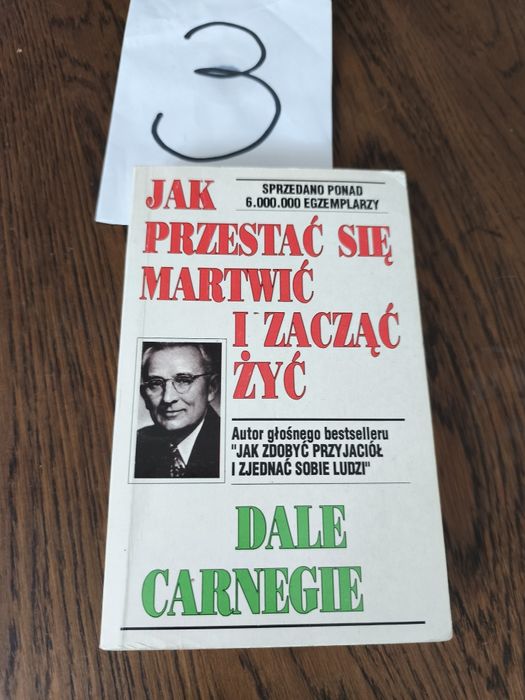 3
JAK
SPRZEDANO PONAD
6.000.000 EGZEMPLARZY
PRZESTAĆ SIĘ
MARTWIĆ
I ZACZĄĆ
ŻYĆ
Autor głośnego bestselleru
"JAK ZDOBYĆ PRZYJACIÓŁ
I ZJEDNAĆ SOBIE LUDZI"
DALE
CARNEGIE